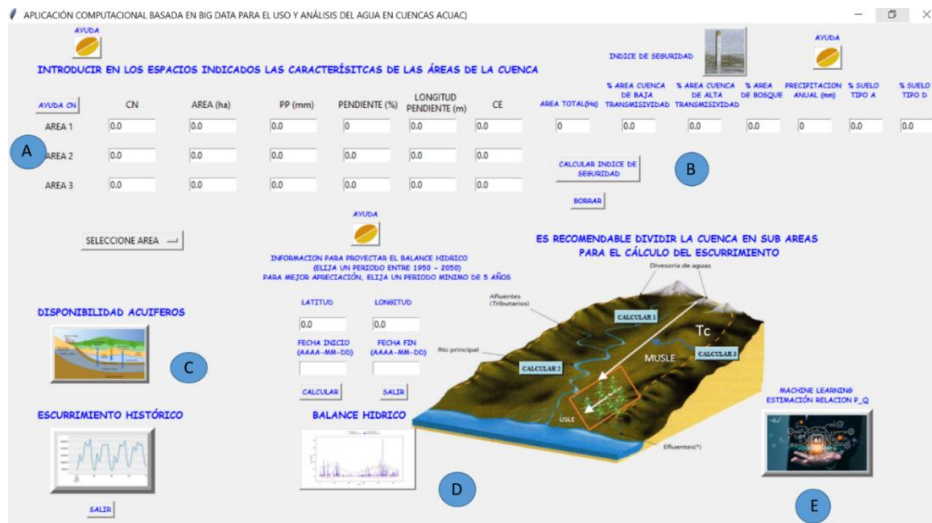 APLICACIÓN COMPUTACIONAL BASADA EN BIG DATA PARA EL USO Y ANÁLISIS DEL AGUA EN CUENCAS ACUAC)
AYUDA
INTRODUCIR EN LOS ESPACIOS INDICADOS LAS CARACTERÍSITCAS DE LAS ÁREAS DE LA CUENCA
AYUDA CN
CN
AREA (ha)
PP (mm)
PENDIENTE (%)
LONGITUD
PENDIENTE (m)
CE
AREA 1
0.0
0.0
0.0
0
0.0
0.0
A
AREA 2
0.0
0.0
0.0
0.0
0.0
0.0
AREA 3
0.0
0.0
0.0
0.0
0.0
0.0
INDICE DE SEGURIDAD
AYUDA
AREA TOTAL(Ha)
% AREA CUENCA
DE BAJA
TRANSMISIVIDAD
% AREA CUENCA
DE ALTA
TRANSMISIVIDAD
% AREA
DE BOSQUE
PRECIPITACION
ANUAL (mm)
% SUELO
TIPO A
% SUELO
TIPO D
0
0.0
0.0
0.0
0
0.0
0.0
CALCULAR INDICE DE
SEGURIDAD
B
BORRAR
SELECCIONE AREA
AYUDA
INFORMACION PARA PROYECTAR EL BALANCE HIDRICO
(ELIJA UN PERIODO ENTRE 1950 - 2050)
PARA MEJOR APRECIACIÓN, ELIJA UN PERIODO MINIMO DE 5 AÑOS
LATITUD
LONGITUD
0.0
0.0
FECHA INICIO
(AAAA-MM-DD)
FECHA FIN
(AAAA-MM-DD)
CALCULAR
SALIR
BALANCE HIDRICO
D
DISPONIBILIDAD ACUIFEROS
C
ESCURRIMIENTO HISTÓRICO
SALIR
ES RECOMENDABLE DIVIDIR LA CUENCA EN SUB AREAS
PARA EL CÁLCULO DEL ESCURRIMIENTO
Divisoria de aguas
Afluentes
(Tributarios)
CALCULAR 1
Tc
Río principal
MUSLE
CALCULAR 3
CALCULAR 2
USLE
Efluentes(*)
MACHINE LEARNING
ESTIMACIÓN RELACION P_Q
AI
E